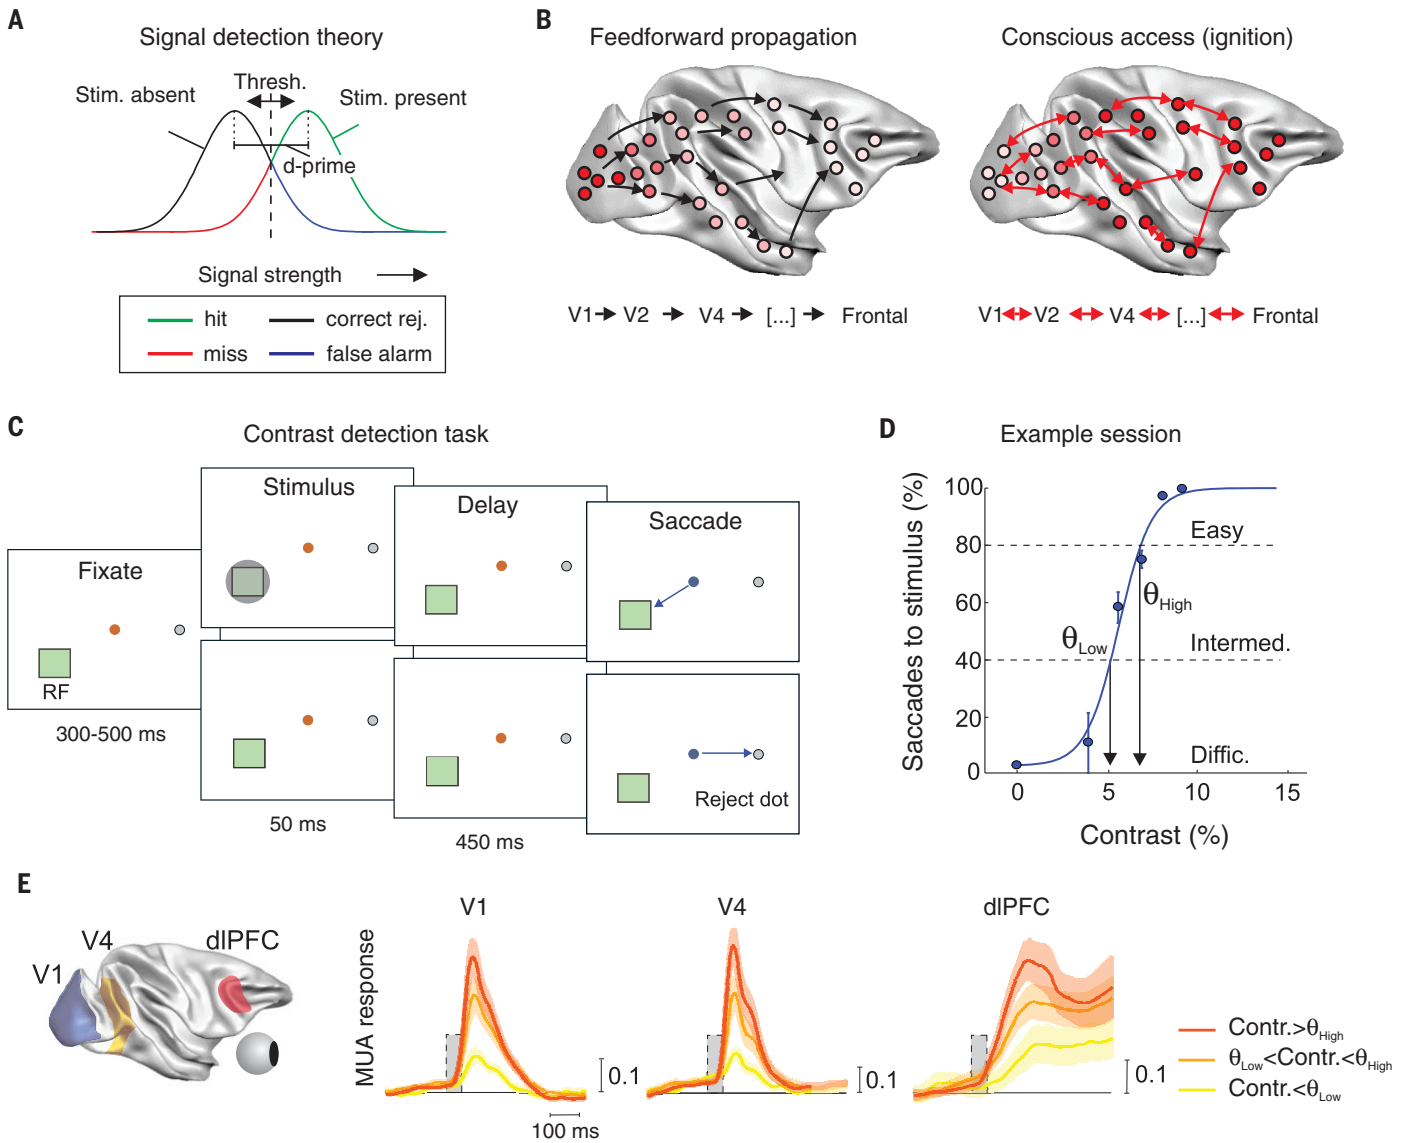 A
Signal detection theory
Stim. absent
Thresh.
Stim. present
d-prime
Signal strength
hit
correct rej.
miss
false alarm
B
Feedforward propagation
Conscious access (ignition)
V1 V2 V4 [...] Frontal
V1 V2 V4 [...] Frontal
C
Contrast detection task
Fixate
RF
300-500 ms
Stimulus
50 ms
Delay
450 ms
Saccade
Reject dot
D
Example session
Saccades to stimulus (%)
100
80
60
40
20
0
Easy
θHigh
θLow
Intermed.
Diffic.
0 5 10 15
Contrast (%)
E
V1
V4
dlPFC
MUA response
V1
0.1
100 ms
V4
0.1
dlPFC
0.1
Contr.>θHigh
θLow<Contr.<θHigh
Contr.<θLow